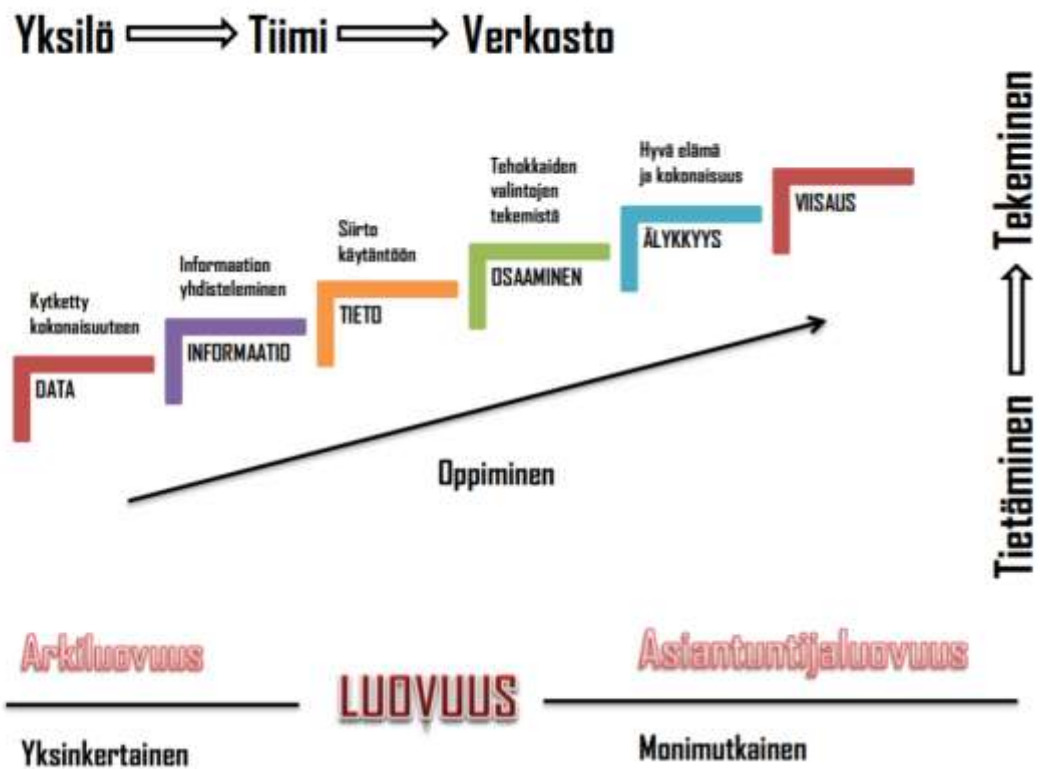 Yksilö Tiimi Verkosto
Tekeminen
Tietäminen
Hyvä elämä
ja kokonaisuus
VIISAUS
Tehokkaiden
valintojen
tekemistä
ÄLYKKYYS
Siirto
käytäntöön
OSAAMINEN
Informaation
yhdisteleminen
TIETO
Kytketty
kokonaisuuteen
INFORMAATIO
DATA
Oppiminen
Arkiluovuus
LUOVUUS
Asiantuntijaluovuus
Yksinkertainen
Monimutkainen